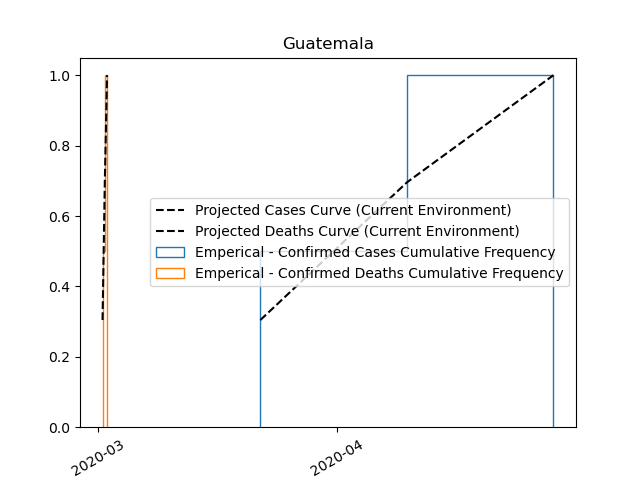 Guatemala
1.0
0.8
0.6
0.4
0.2
0.0
Projected Cases Curve (Current Environment)
Projected Deaths Curve (Current Environment)
Emperical - Confirmed Cases Cumulative Frequency
Emperical - Confirmed Deaths Cumulative Frequency
2020-03
2020-04